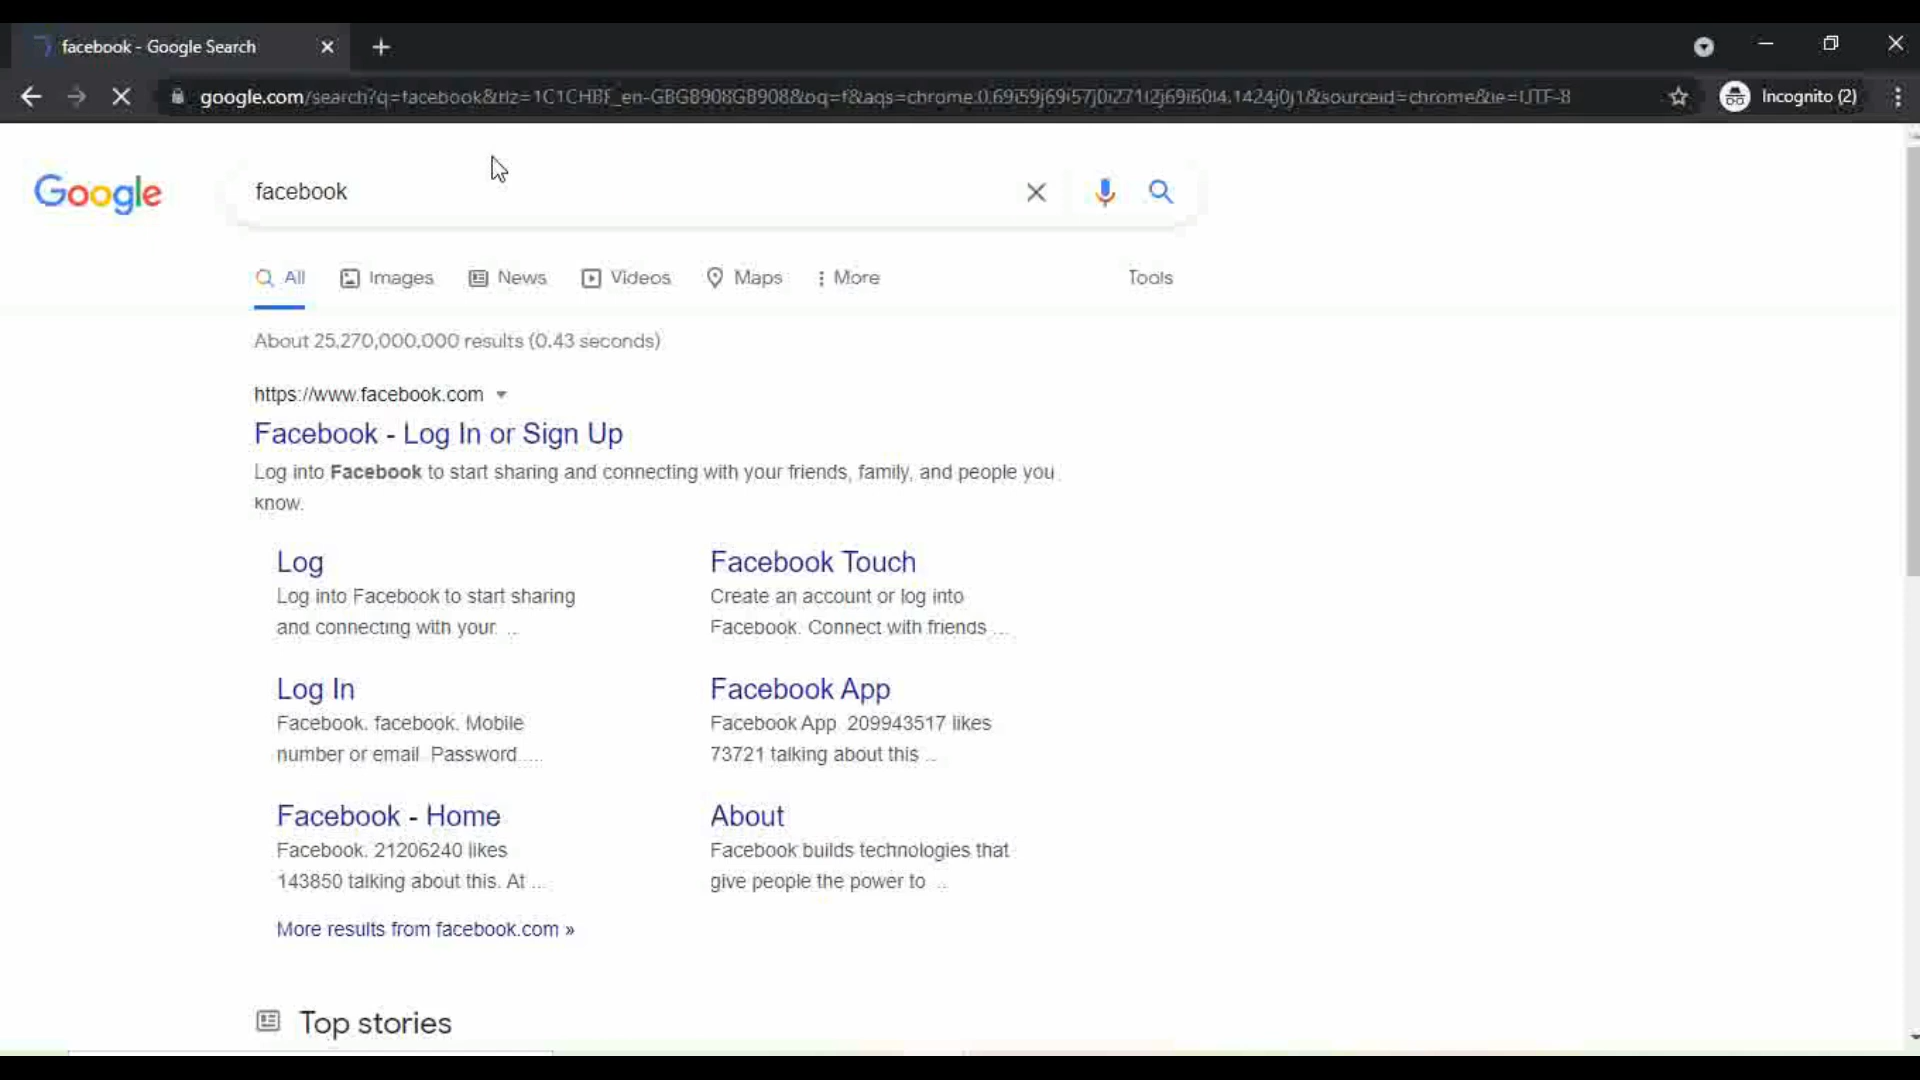 facebook - Google Search
Incognito (2)
Google
facebook
All Images News Videos Maps More Tools
About 25,270,000,000 results (0.43 seconds)
https://www.facebook.com
Facebook - Log In or Sign Up
Log into Facebook to start sharing and connecting with your friends, family, and people you
know.
Log
Log into Facebook to start sharing
and connecting with your ...
Facebook Touch
Create an account or log into
Facebook. Connect with friends ...
Log In
Facebook. facebook. Mobile
number or email. Password ...
Facebook App
Facebook App. 209943517 likes
73721 talking about this ...
Facebook - Home
Facebook. 21206240 likes
143850 talking about this. At ...
About
Facebook builds technologies that
give people the power to ...
More results from facebook.com »
Top stories